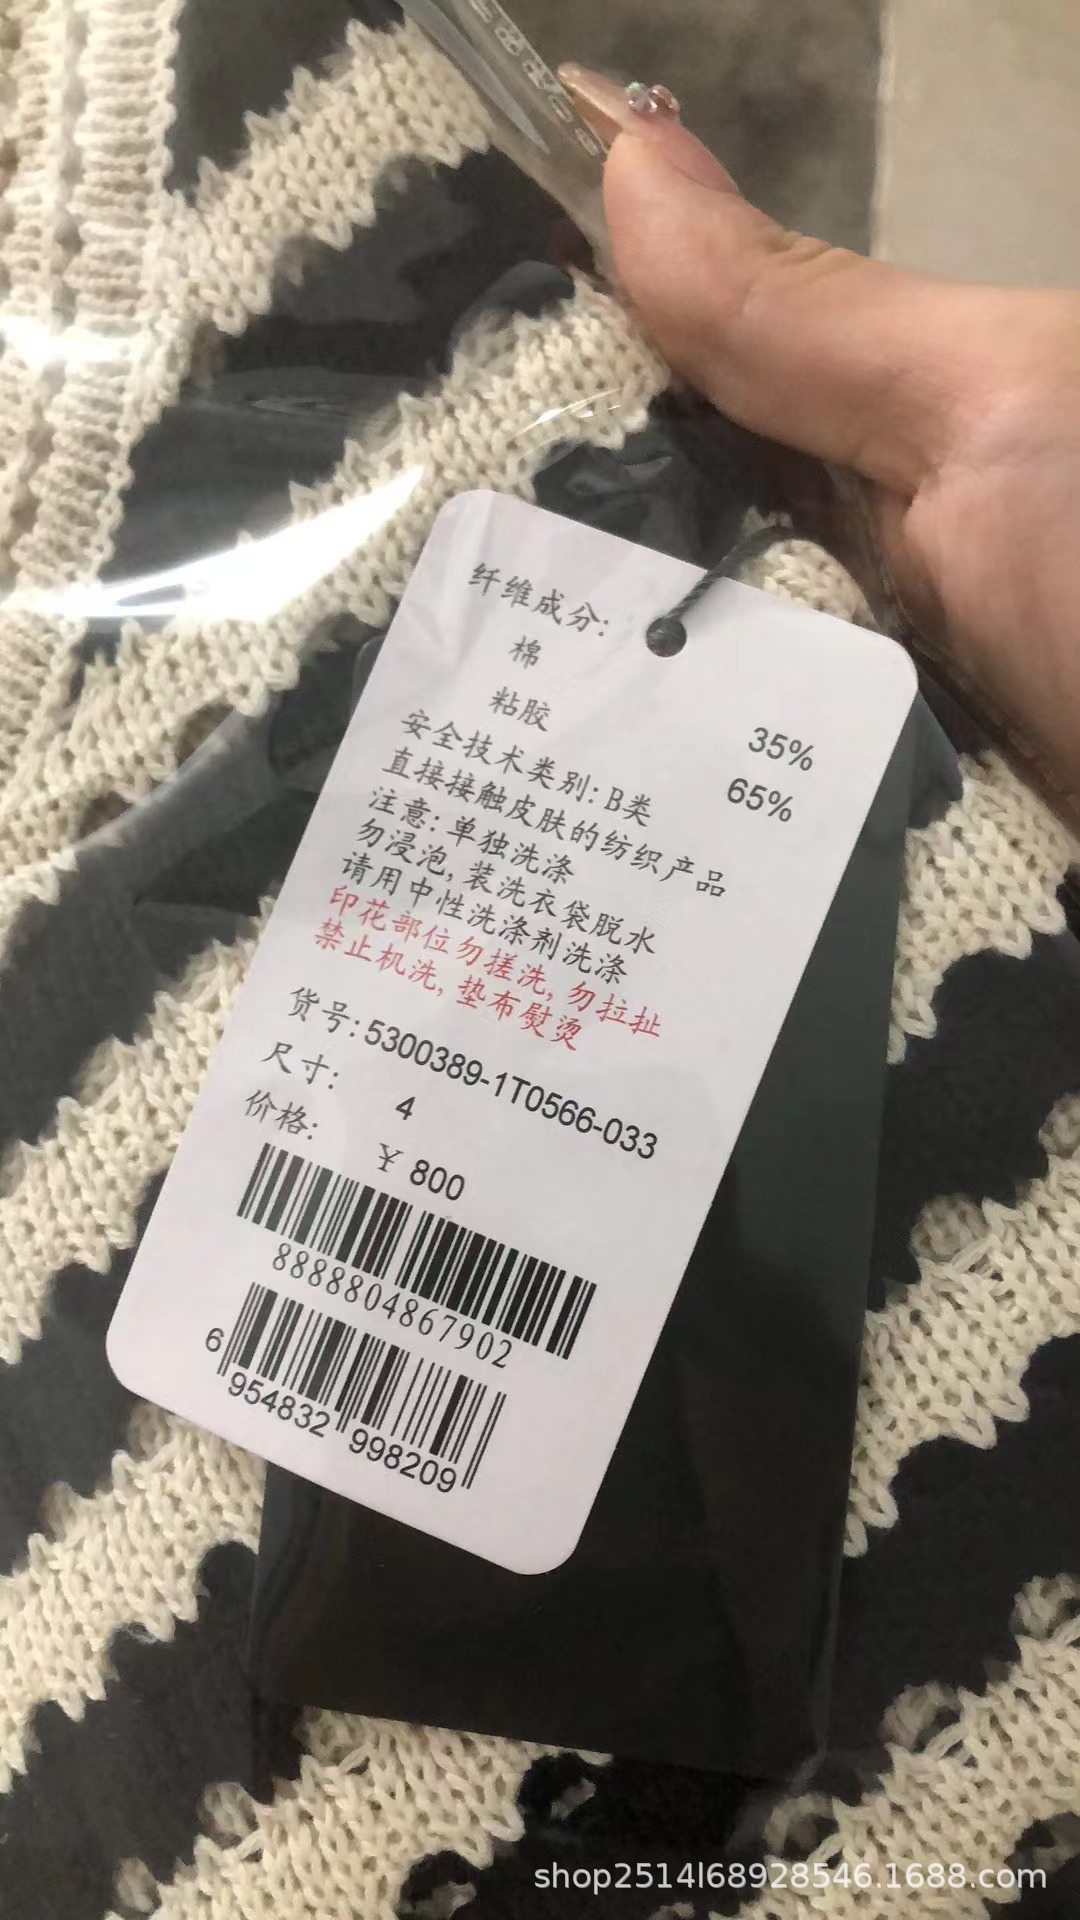 纤维成分:
棉 35%
粘胶 65%
安全技术类别: B类
直接接触皮肤的纺织产品
注意: 单独洗涤
勿浸泡, 装洗衣袋脱水
请用中性洗涤剂洗涤
印花部位勿搓洗, 勿拉扯
禁止机洗, 垫布熨烫
货号: 5300389-1T0566-033
尺寸: 4
价格: ¥ 800
8888804867902
6 954832 998209
shop2514l68928546.1688.com